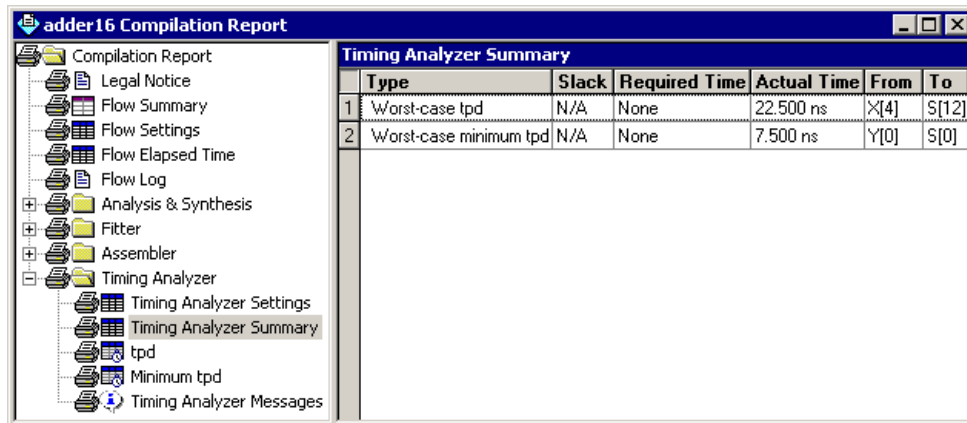 adder16 Compilation Report
Compilation Report
Legal Notice
Flow Summary
Flow Settings
Flow Elapsed Time
Flow Log
Analysis & Synthesis
Fitter
Assembler
Timing Analyzer
Timing Analyzer Settings
Timing Analyzer Summary
tpd
Minimum tpd
Timing Analyzer Messages
Timing Analyzer Summary
Type Slack Required Time Actual Time From To
1 Worst-case tpd N/A None 22.500 ns X[4] S[12]
2 Worst-case minimum tpd N/A None 7.500 ns Y[0] S[0]